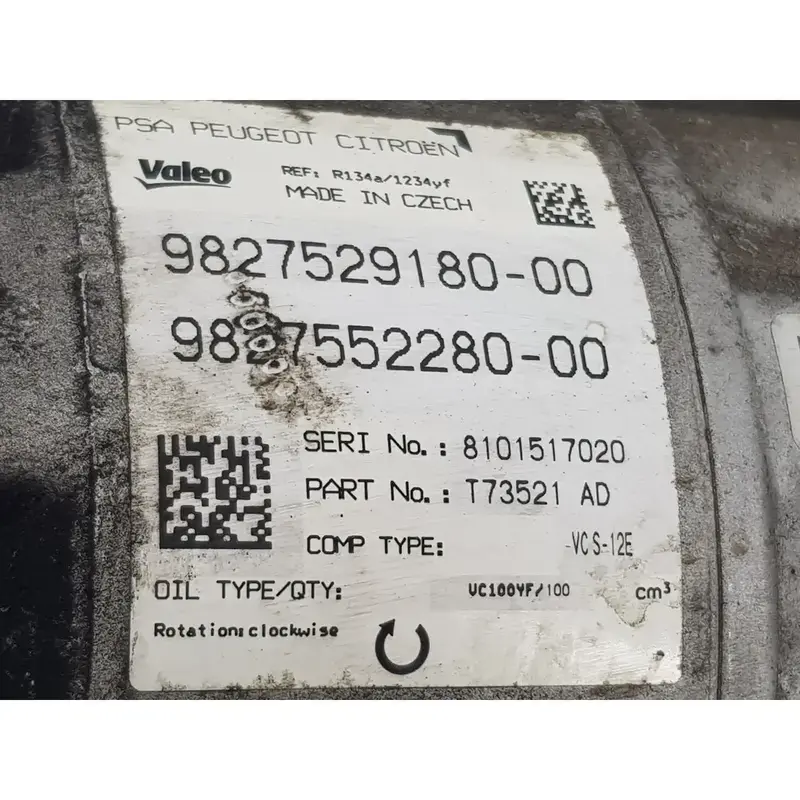 PSA PEUGEOT CITROËN
Valeo
REF: R134a/1234yf
MADE IN CZECH
9827529180-00
9827552280-00
SERI No.: 8101517020
PART No.: T73521 AD
COMP TYPE: -VCS-12E
OIL TYPE/QTY: VC100YF/100 cm³
Rotation:clockwise